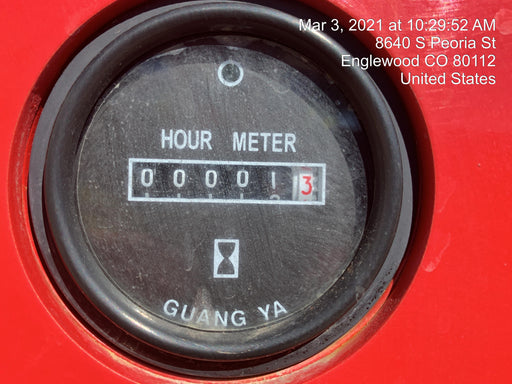 Mar 3, 2021 at 10:29:52 AM
8640 S Peoria St
Englewood CO 80112
United States
HOUR METER
0 0 0 0 1 3
GUANG YA